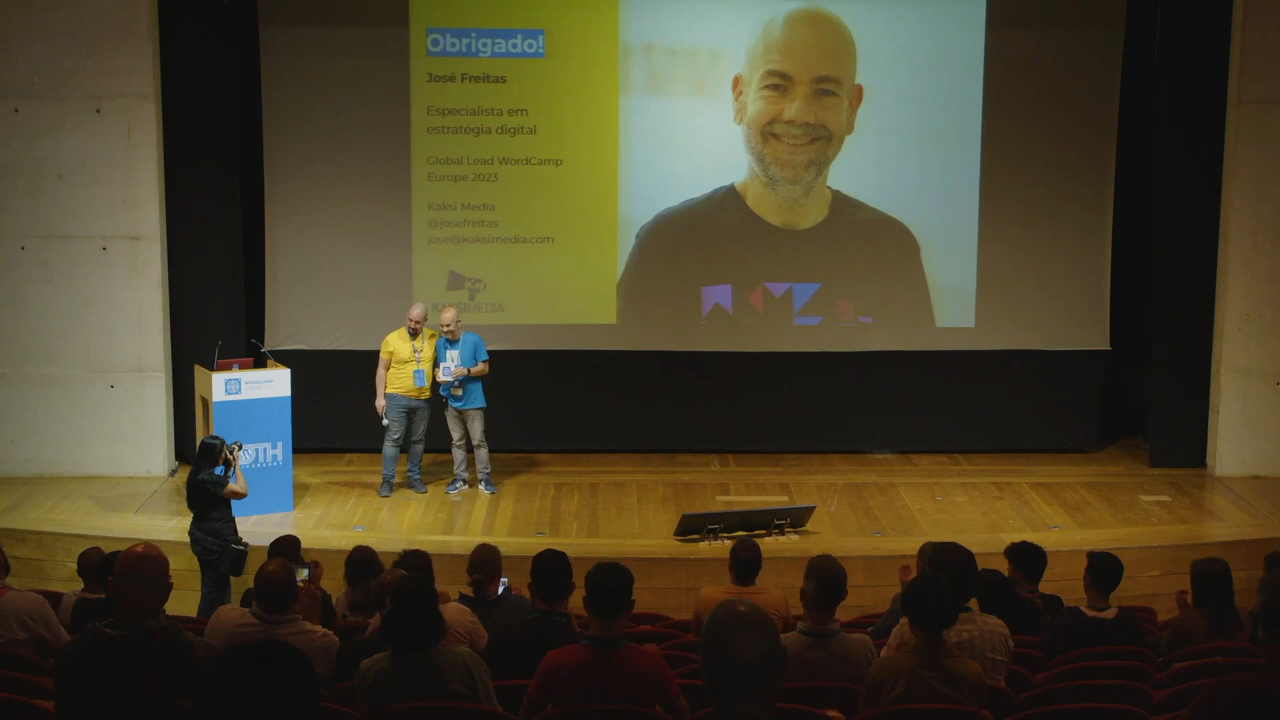 Obrigado!
José Freitas
Especialista em
estratégia digital
Global Lead WordCamp
Europe 2023
Kaksi Media
@josefreitas
jose@kaksimedia.com
KAKSIMEDIA